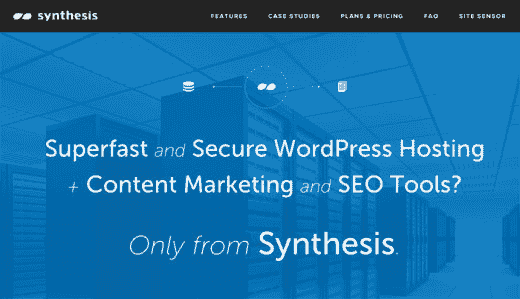 synthesis
FEATURES CASE STUDIES PLANS & PRICING FAQ SITE SENSOR
Superfast and Secure WordPress Hosting
+ Content Marketing and SEO Tools?
Only from Synthesis.